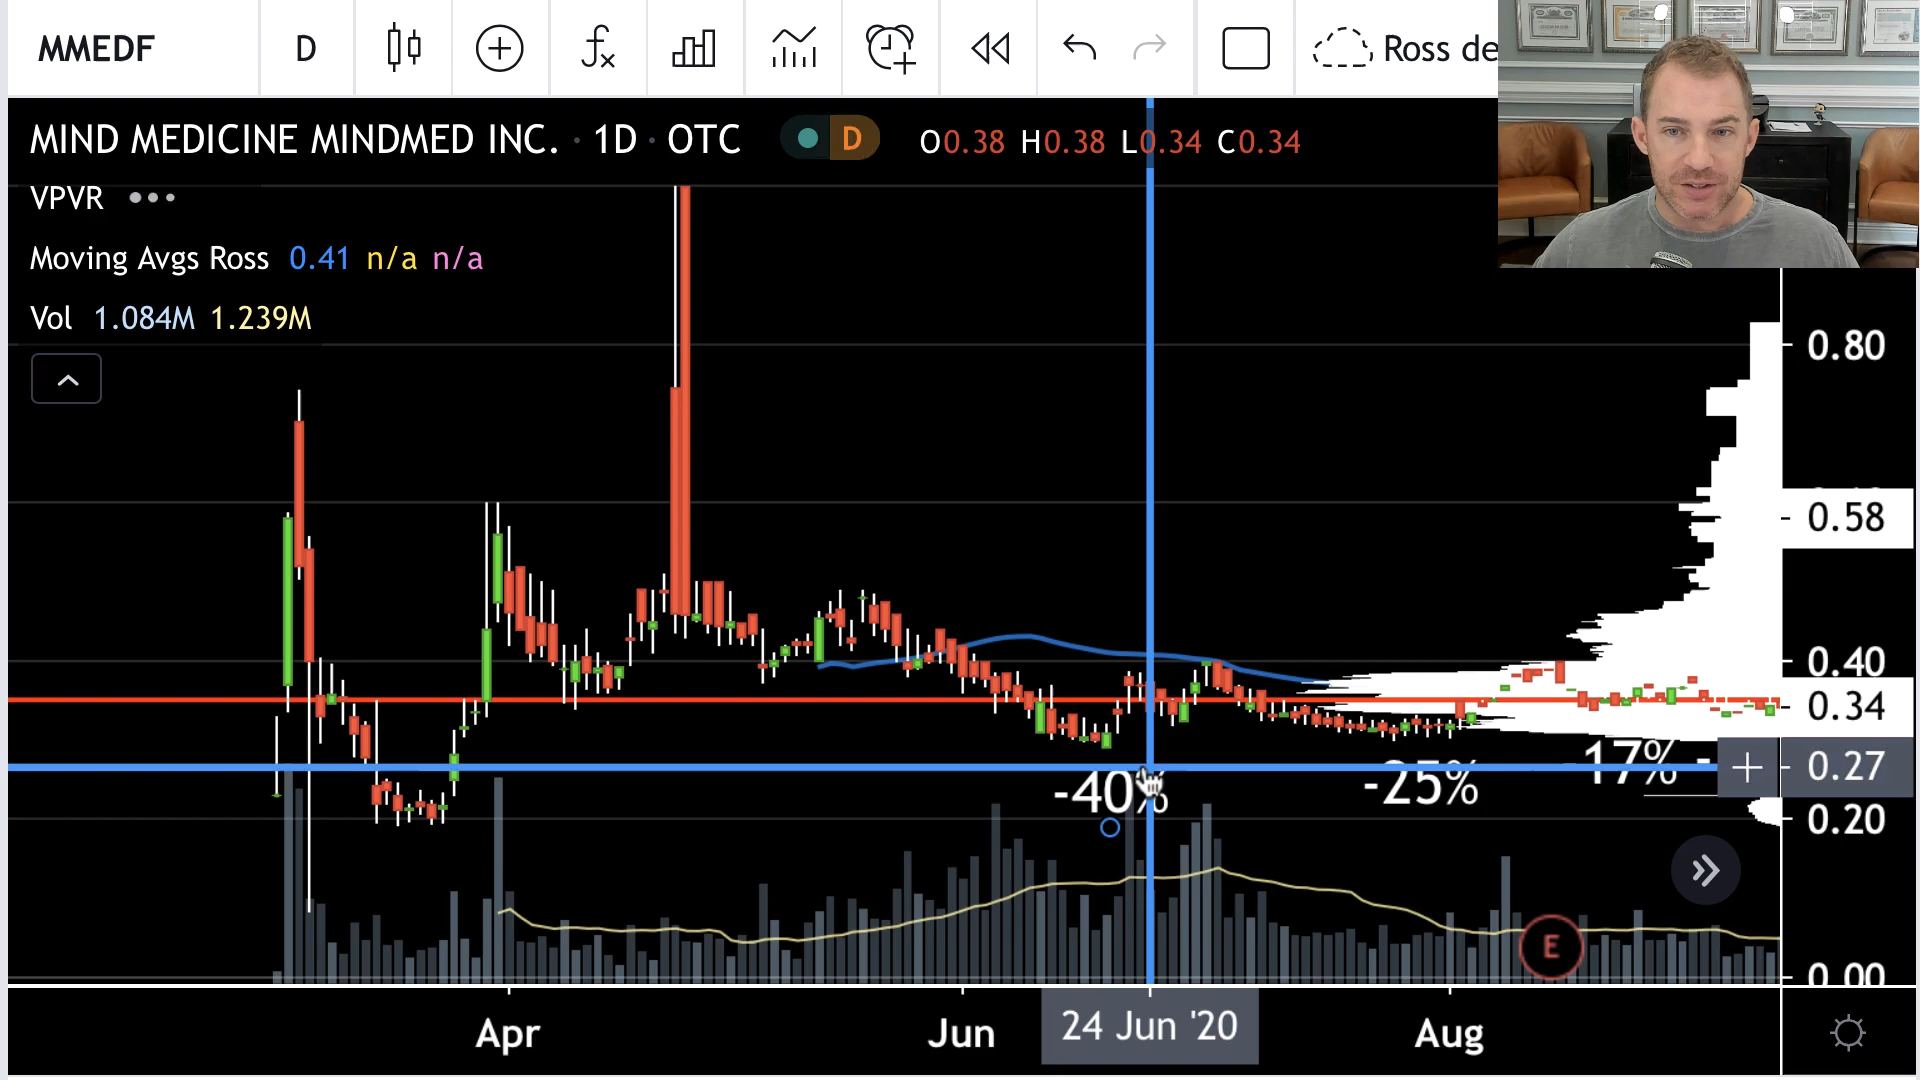 MMEDF D Ross de
MIND MEDICINE MINDMED INC. · 1D · OTC D O0.38 H0.38 L0.34 C0.34
VPVR
Moving Avgs Ross 0.41 n/a n/a
Vol 1.084M 1.239M
0.80
0.58
0.40
0.34
0.27
0.20
0.00
-40%
-25%
17% -
E
Apr Jun 24 Jun '20 Aug